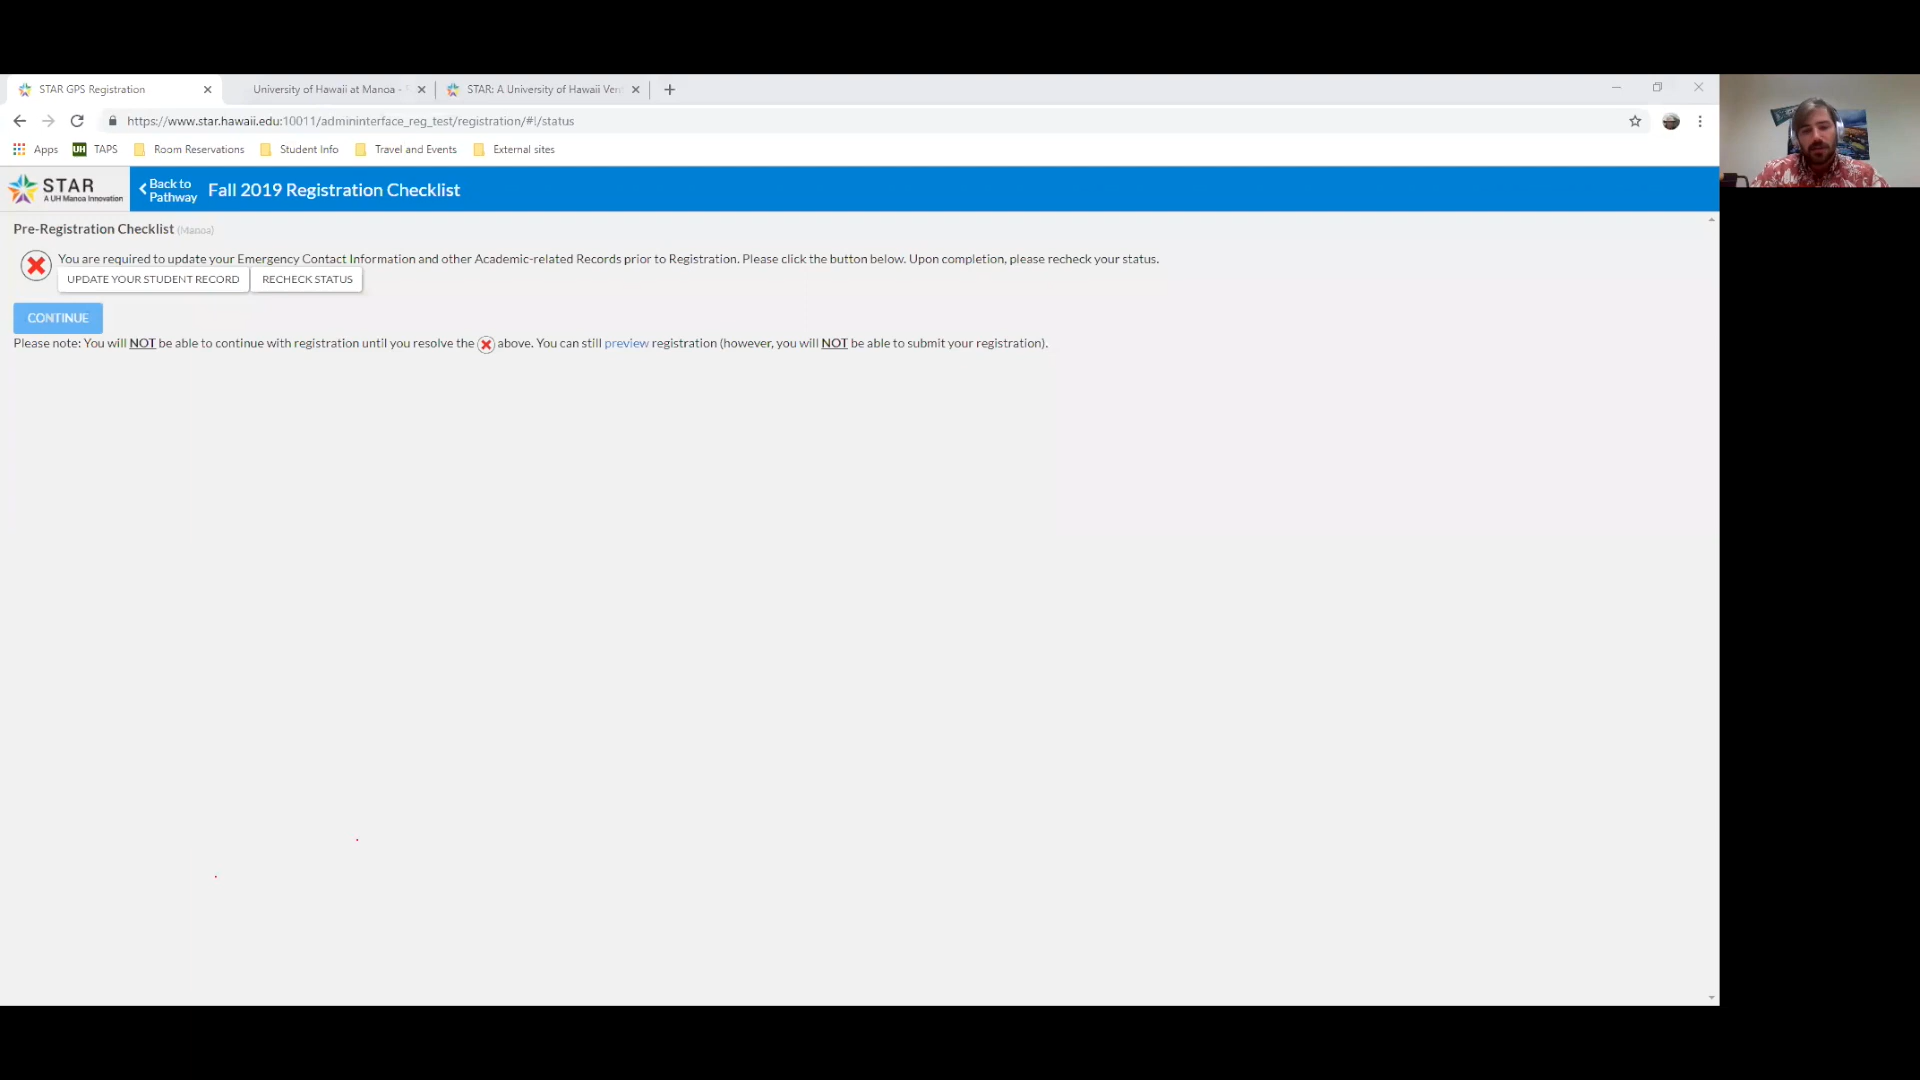 STAR GPS Registration
University of Hawaii at Manoa -
STAR: A University of Hawaii Ven
https://www.star.hawaii.edu:10011/admininterface_reg_test/registration/#!/status
Apps UH TAPS Room Reservations Student Info Travel and Events External sites
STAR
A UH Manoa Innovation
Back to
Pathway
Fall 2019 Registration Checklist
Pre-Registration Checklist (Manoa)
You are required to update your Emergency Contact Information and other Academic-related Records prior to Registration. Please click the button below. Upon completion, please recheck your status.
UPDATE YOUR STUDENT RECORD RECHECK STATUS
CONTINUE
Please note: You will NOT be able to continue with registration until you resolve the above. You can still preview registration (however, you will NOT be able to submit your registration).